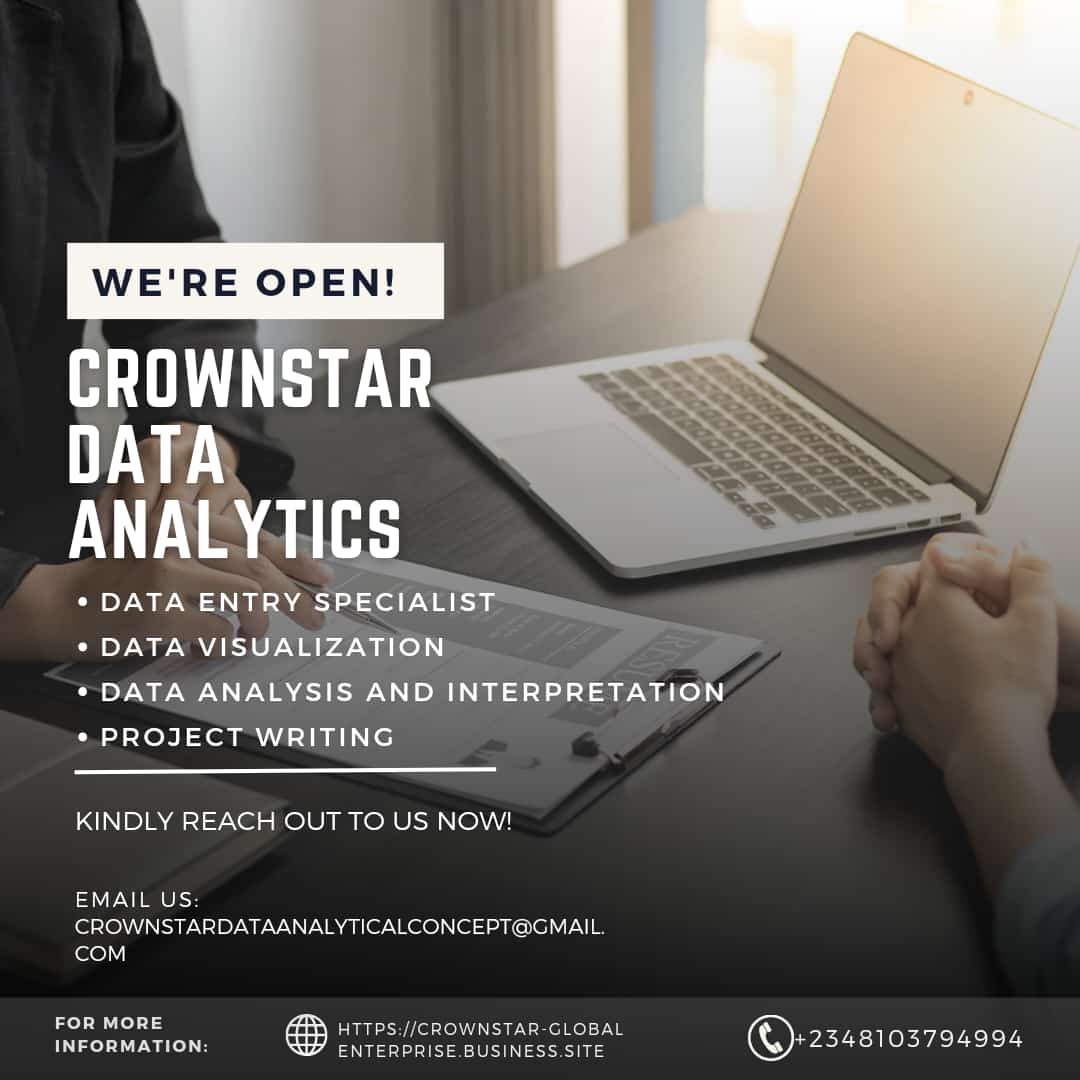 WE'RE OPEN!
CROWNSTAR
DATA
ANALYTICS
• DATA ENTRY SPECIALIST
• DATA VISUALIZATION
• DATA ANALYSIS AND INTERPRETATION
• PROJECT WRITING
KINDLY REACH OUT TO US NOW!
EMAIL US:
CROWNSTARDATAANALYTICALCONCEPT@GMAIL.
COM
FOR MORE
INFORMATION:
HTTPS://CROWNSTAR-GLOBAL
ENTERPRISE.BUSINESS.SITE
+2348103794994